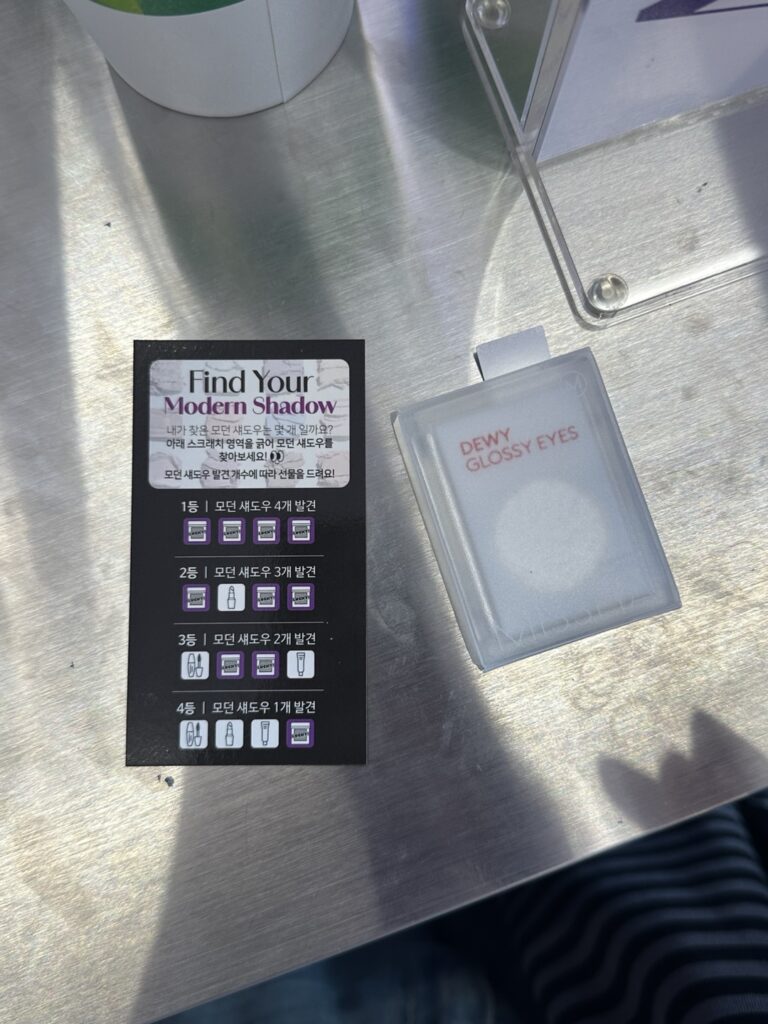 Find Your
Modern Shadow
내가 찾은 모던 섀도우는 몇 개 일까요?
아래 스크래치 영역을 긁어 모던 섀도우를
찾아보세요!
모던 섀도우 발견 개수에 따라 선물을 드려요!
1등 | 모던 섀도우 4개 발견
2등 | 모던 섀도우 3개 발견
3등 | 모던 섀도우 2개 발견
4등 | 모던 섀도우 1개 발견
DEWY
GLOSSY EYES